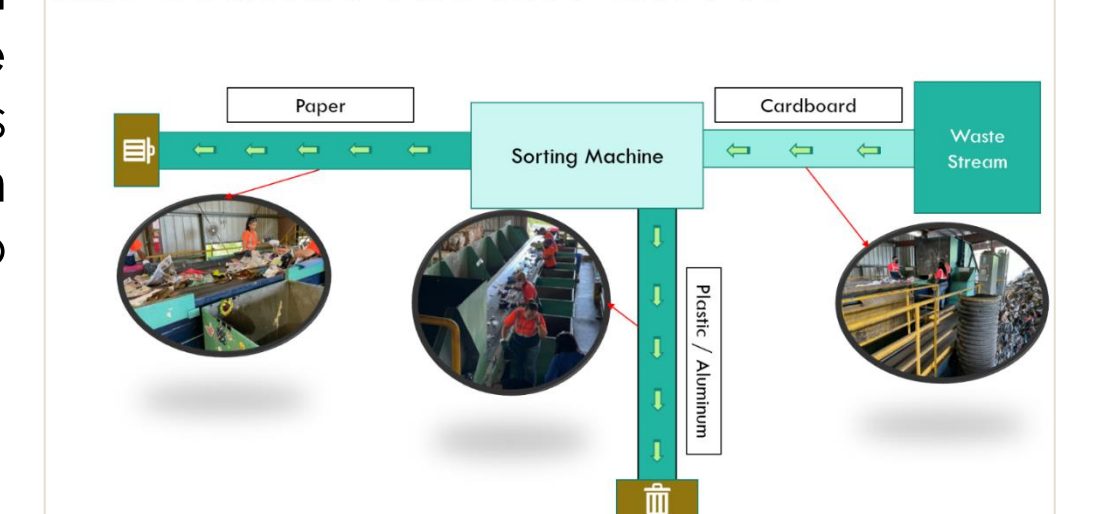 Paper
Cardboard
Waste
Stream
Sorting Machine
Plastic / Aluminum